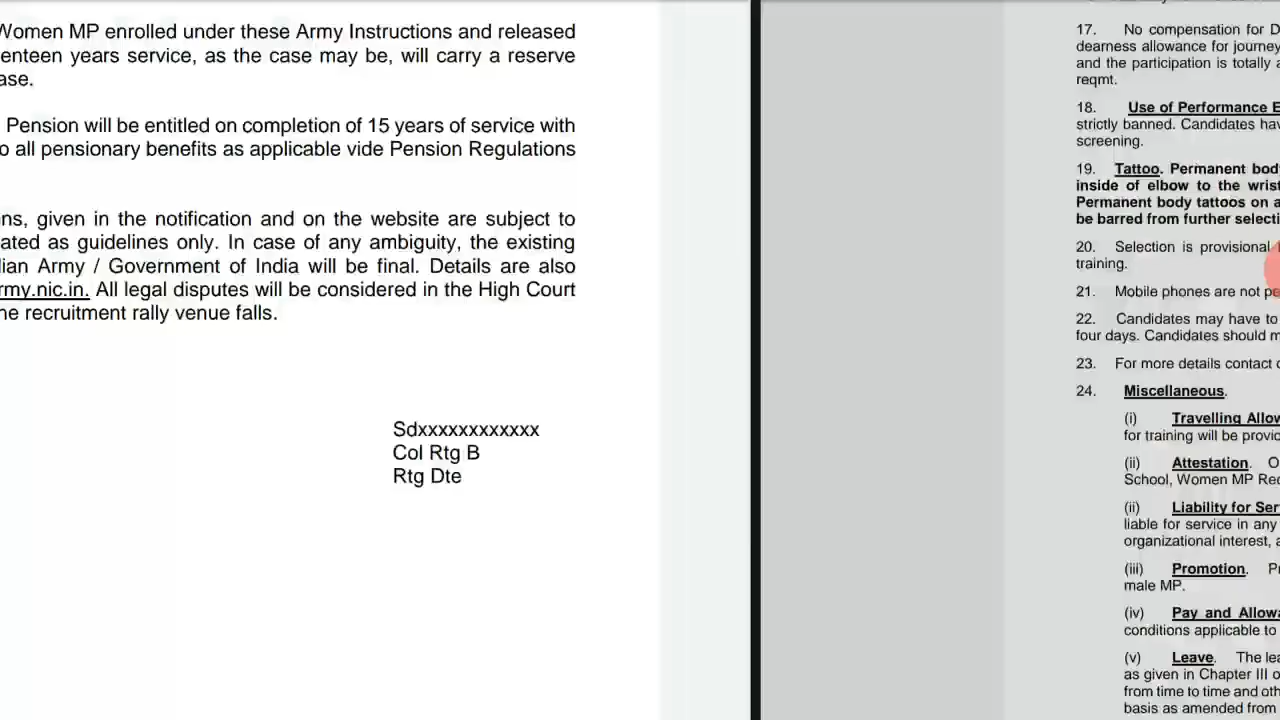 Women MP enrolled under these Army Instructions and released
enteen years service, as the case may be, will carry a reserve
ase.
Pension will be entitled on completion of 15 years of service with
o all pensionary benefits as applicable vide Pension Regulations
ns, given in the notification and on the website are subject to
ated as guidelines only. In case of any ambiguity, the existing
lian Army / Government of India will be final. Details are also
rmy.nic.in. All legal disputes will be considered in the High Court
he recruitment rally venue falls.
Sdxxxxxxxxxxxx
Col Rtg B
Rtg Dte
17. No compensation for D
dearness allowance for journey
and the participation is totally a
reqmt.
18. Use of Performance E
strictly banned. Candidates hav
screening.
19. Tattoo. Permanent bod
inside of elbow to the wrist
Permanent body tattoos on a
be barred from further selecti
20. Selection is provisional
training.
21. Mobile phones are not pe
22. Candidates may have to
four days. Candidates should m
23. For more details contact c
24. Miscellaneous.
(i) Travelling Allow
for training will be provic
(ii) Attestation. O
School, Women MP Rec
(ii) Liability for Ser
liable for service in any
organizational interest, a
(iii) Promotion. Pr
male MP.
(iv) Pay and Allowa
conditions applicable to
(v) Leave. The lea
as given in Chapter III o
from time to time and oth
basis as amended from